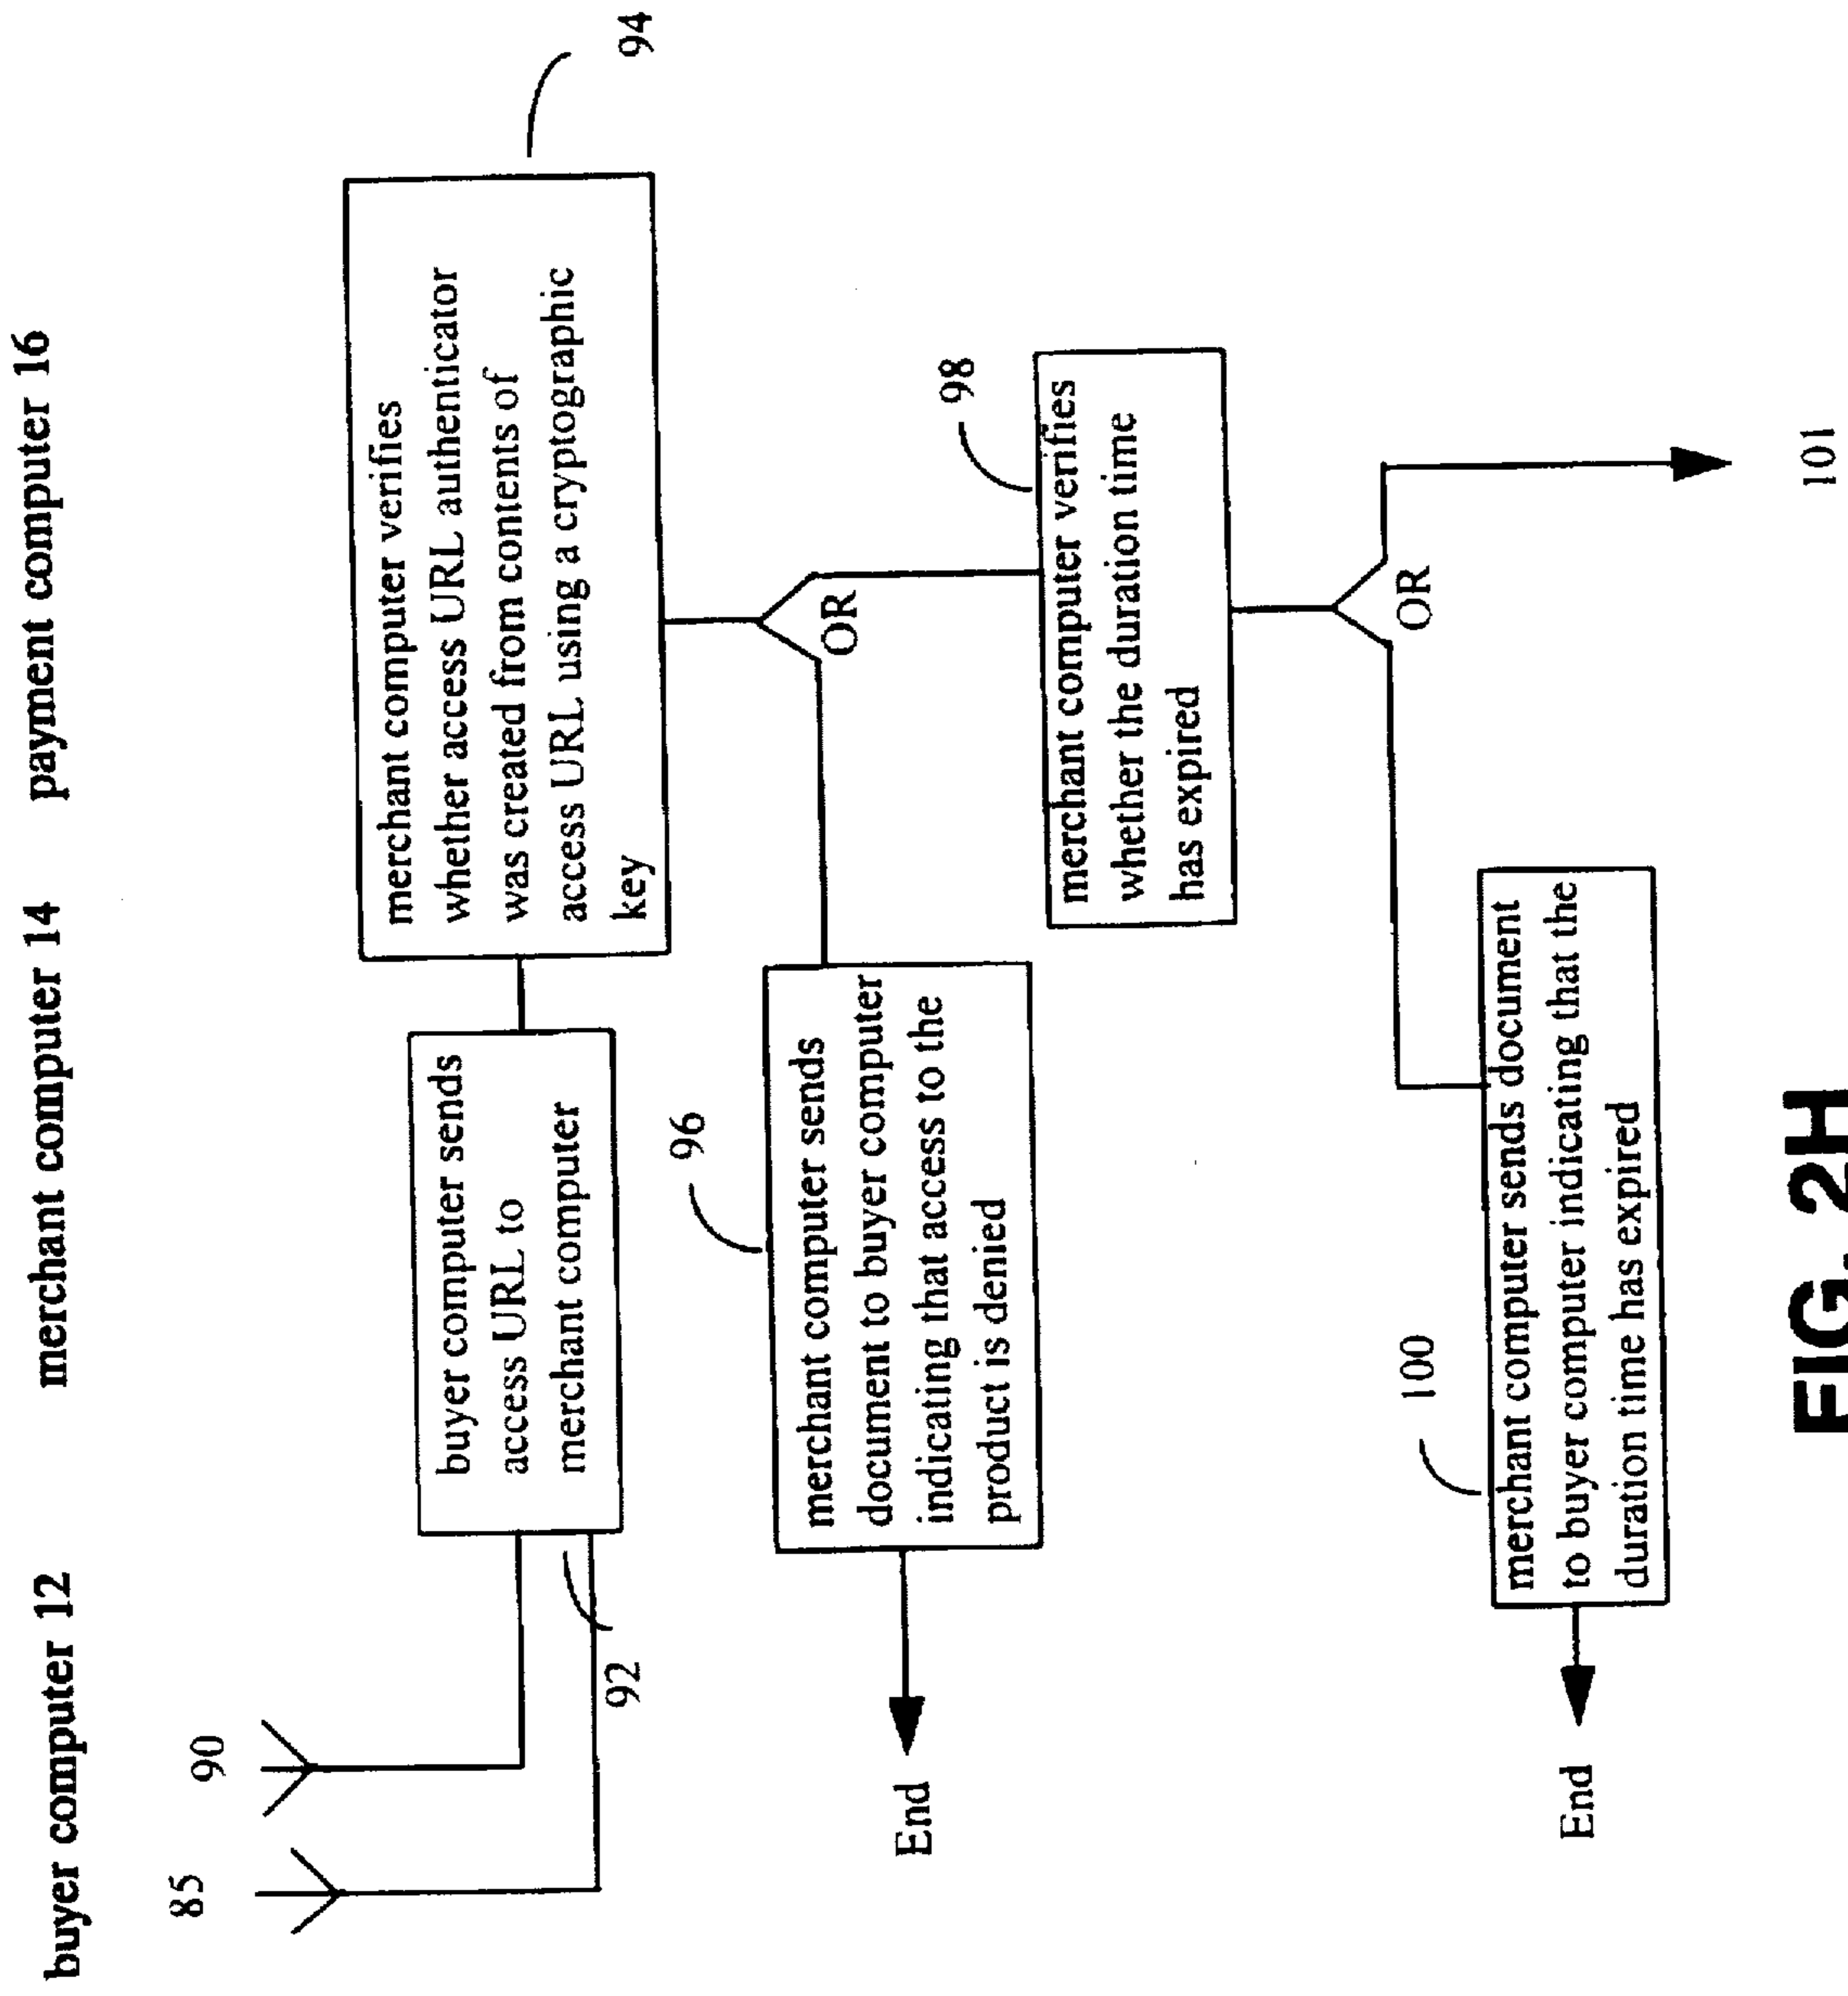 buyer computer 12
merchant computer 14
payment computer 16
85
90
buyer computer sends
access URL to
merchant computer
92
merchant computer verifies
whether access URL authenticator
was created from contents of
access URL using a cryptographic
key
94
OR
96
merchant computer sends
document to buyer computer
indicating that access to the
product is denied
End
98
merchant computer verifies
whether the duration time
has expired
OR
100
merchant computer sends document
to buyer computer indicating that the
duration time has expired
End
101
FIG. 2H